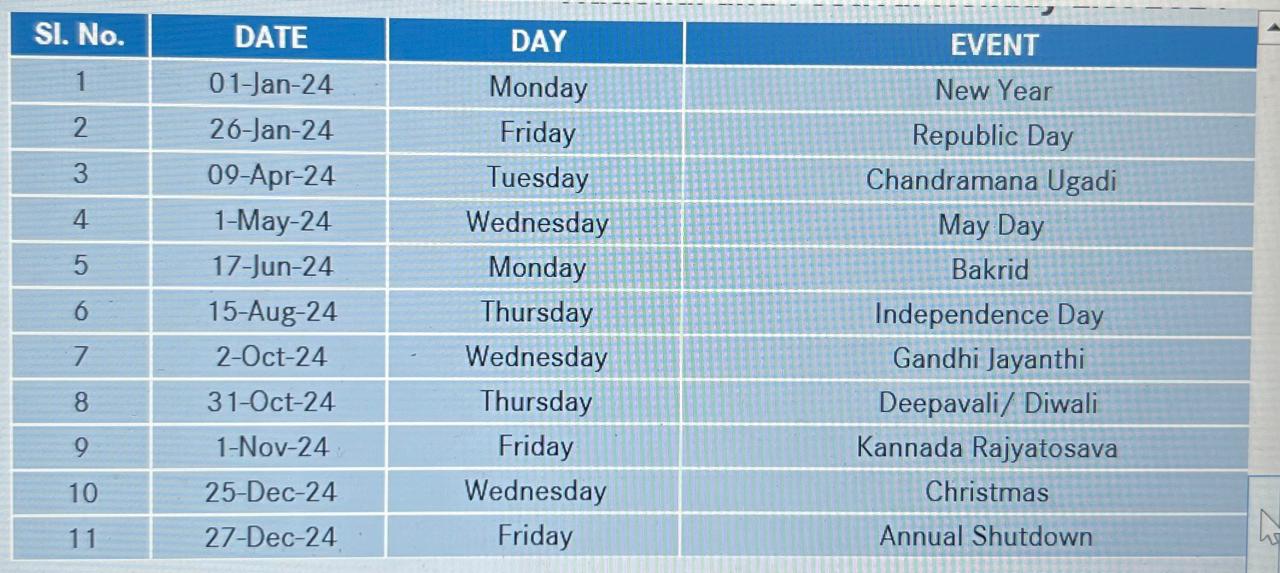 Sl. No. DATE DAY EVENT
1 01-Jan-24 Monday New Year
2 26-Jan-24 Friday Republic Day
3 09-Apr-24 Tuesday Chandramana Ugadi
4 1-May-24 Wednesday May Day
5 17-Jun-24 Monday Bakrid
6 15-Aug-24 Thursday Independence Day
7 2-Oct-24 Wednesday Gandhi Jayanthi
8 31-Oct-24 Thursday Deepavali/ Diwali
9 1-Nov-24 Friday Kannada Rajyatosava
10 25-Dec-24 Wednesday Christmas
11 27-Dec-24 Friday Annual Shutdown